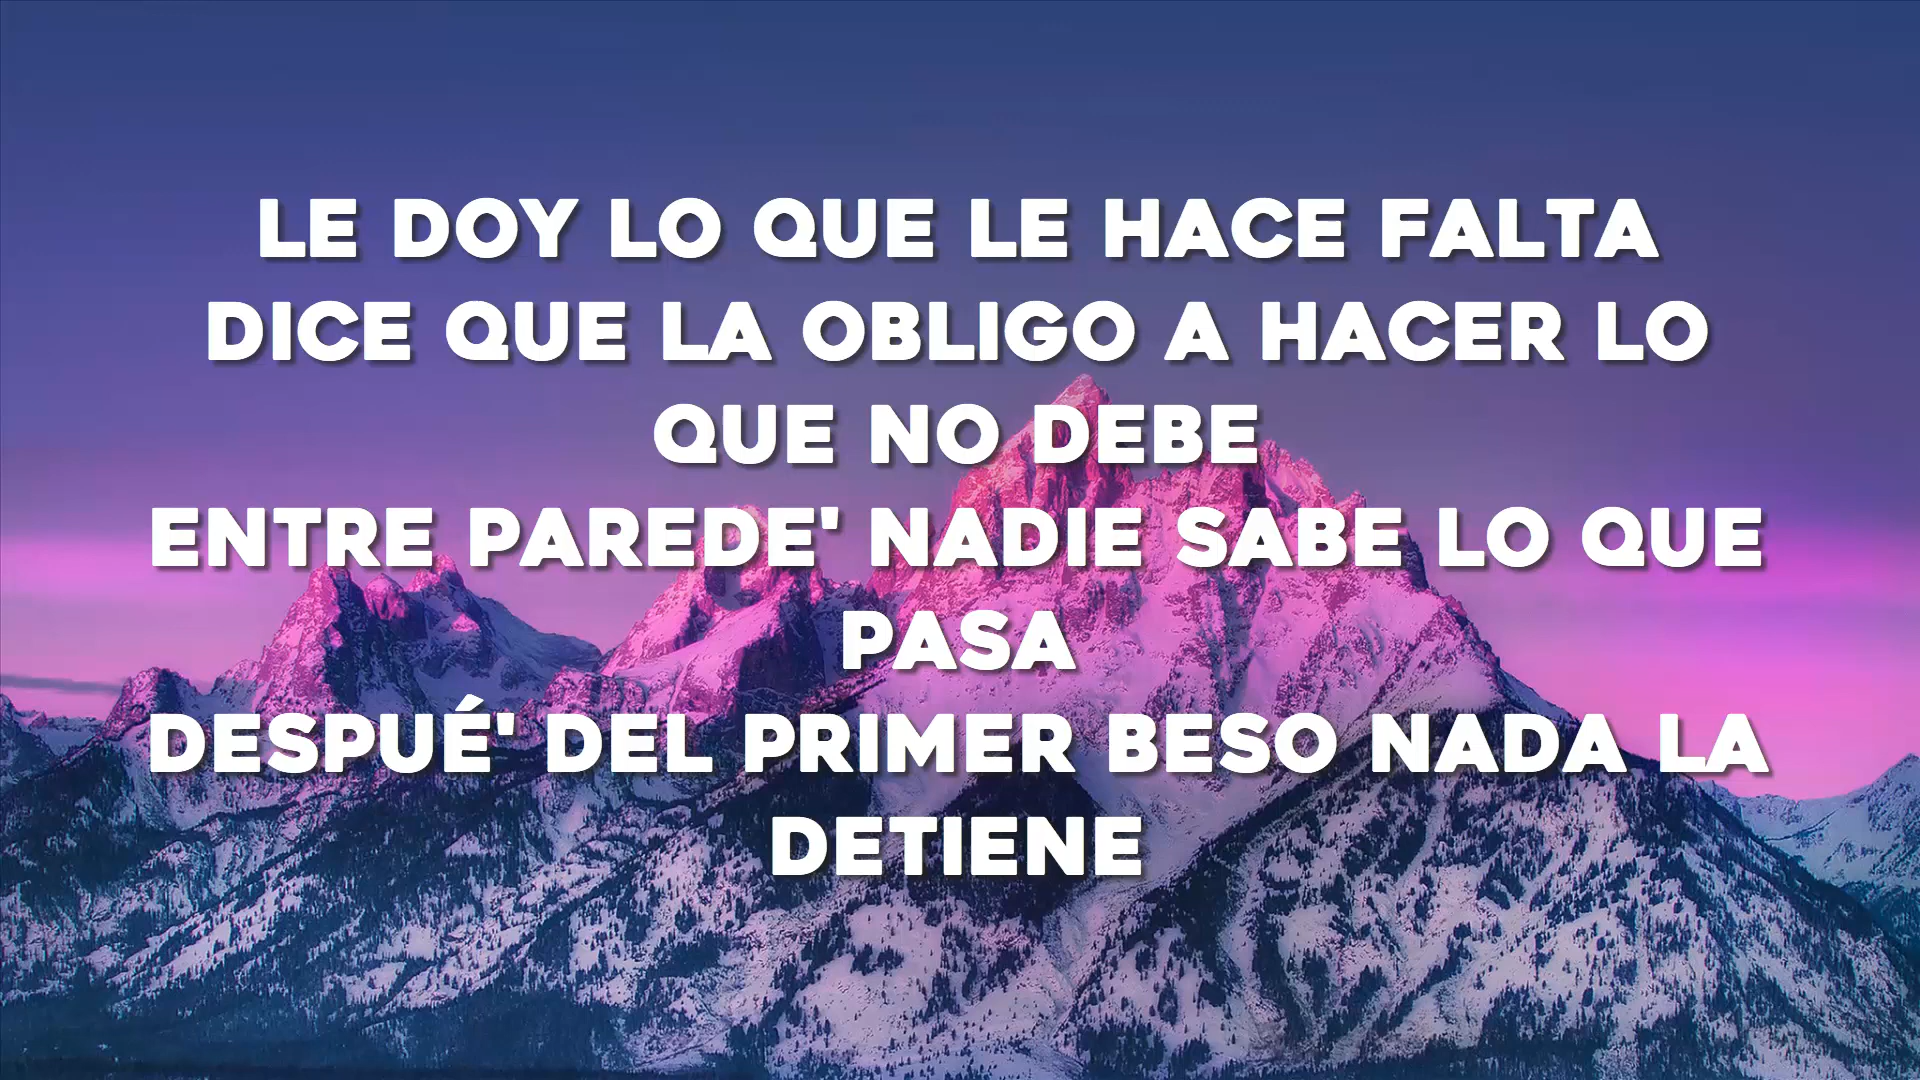 LE DOY LO QUE LE HACE FALTA
DICE QUE LA OBLIGO A HACER LO
QUE NO DEBE
ENTRE PAREDE' NADIE SABE LO QUE
PASA
DESPUÉ' DEL PRIMER BESO NADA LA
DETIENE